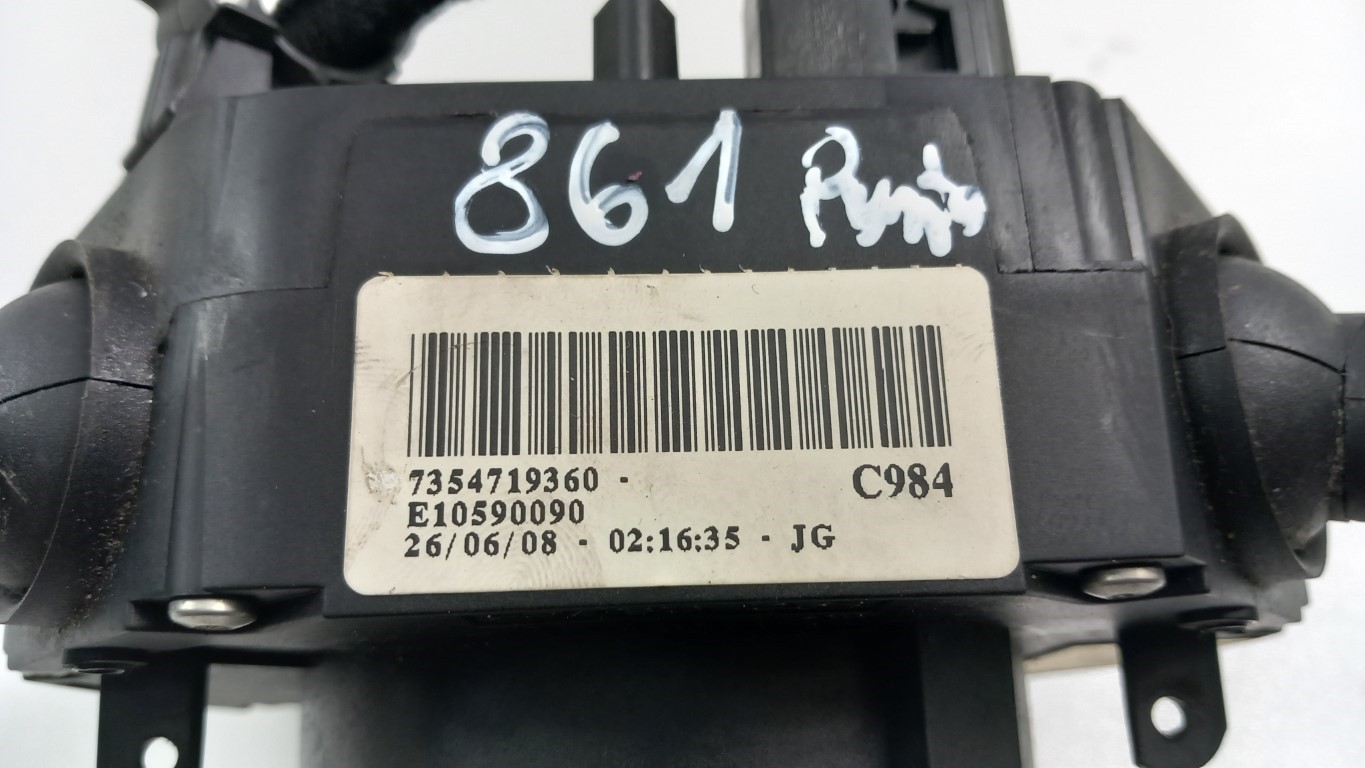 861 Punto
7354719360 -
C984
E10590090
26/06/08 - 02:16:35 - JG